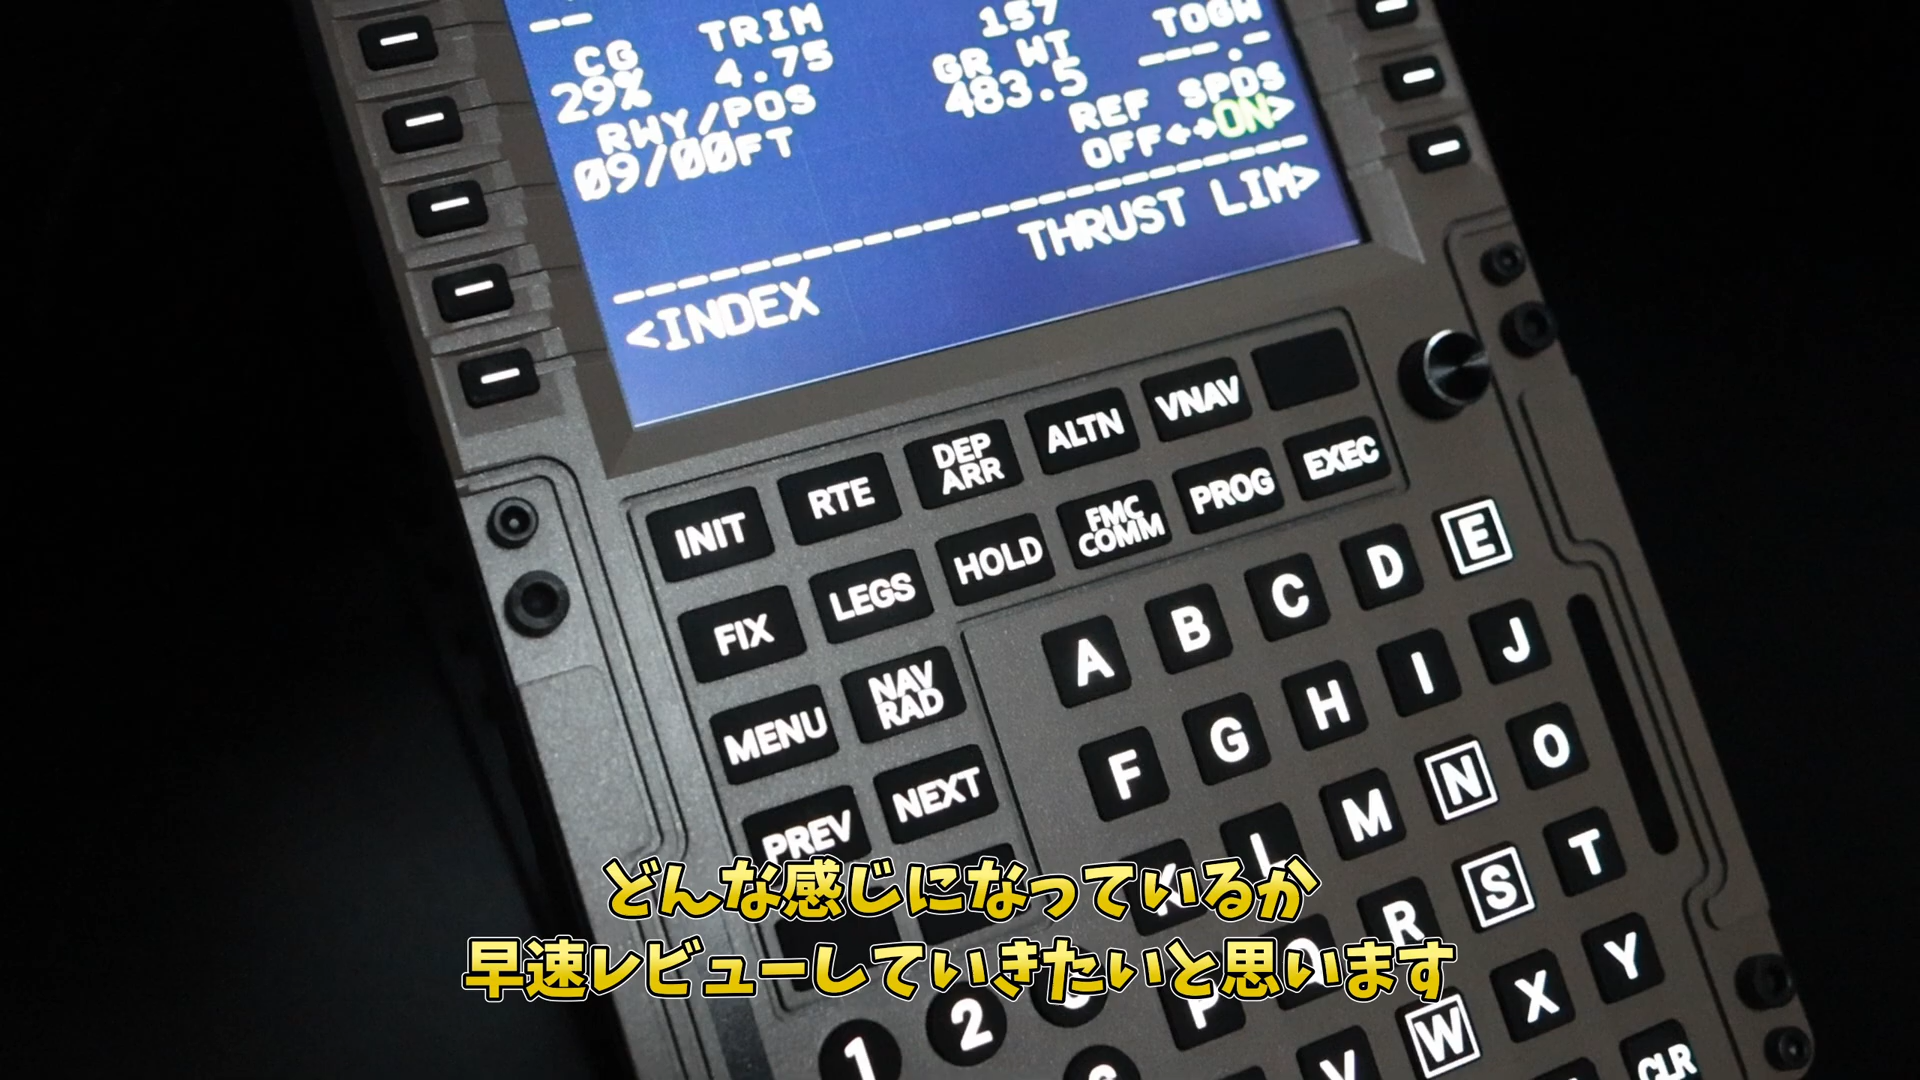 157
TOGW
CG TRIM
29% 4.75
GR WT
483.5
---.-
RWY/POS
09/00FT
REF SPDS
OFF←→ON>
THRUST LIM>
<INDEX
INIT RTE DEP ARR ALTN VNAV
FIX LEGS HOLD FMC COMM PROG EXEC
MENU NAV RAD
PREV NEXT
A B C D E
F G H I J
K L M N O
P Q R S T
W X Y
1 2
CLR
どんな感じになっているか
早速レビューしていきたいと思います